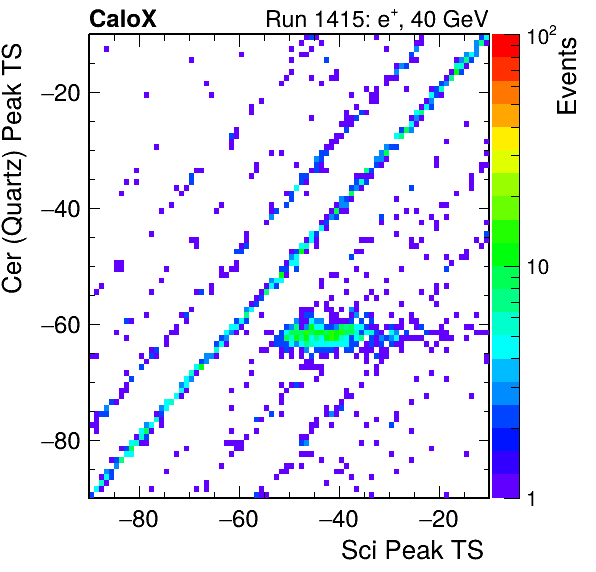 CaloX
Run 1415: e⁺, 40 GeV
Cer (Quartz) Peak TS
−20
−40
−60
−80
−80
−60
−40
−20
Sci Peak TS
10²
10
1
Events